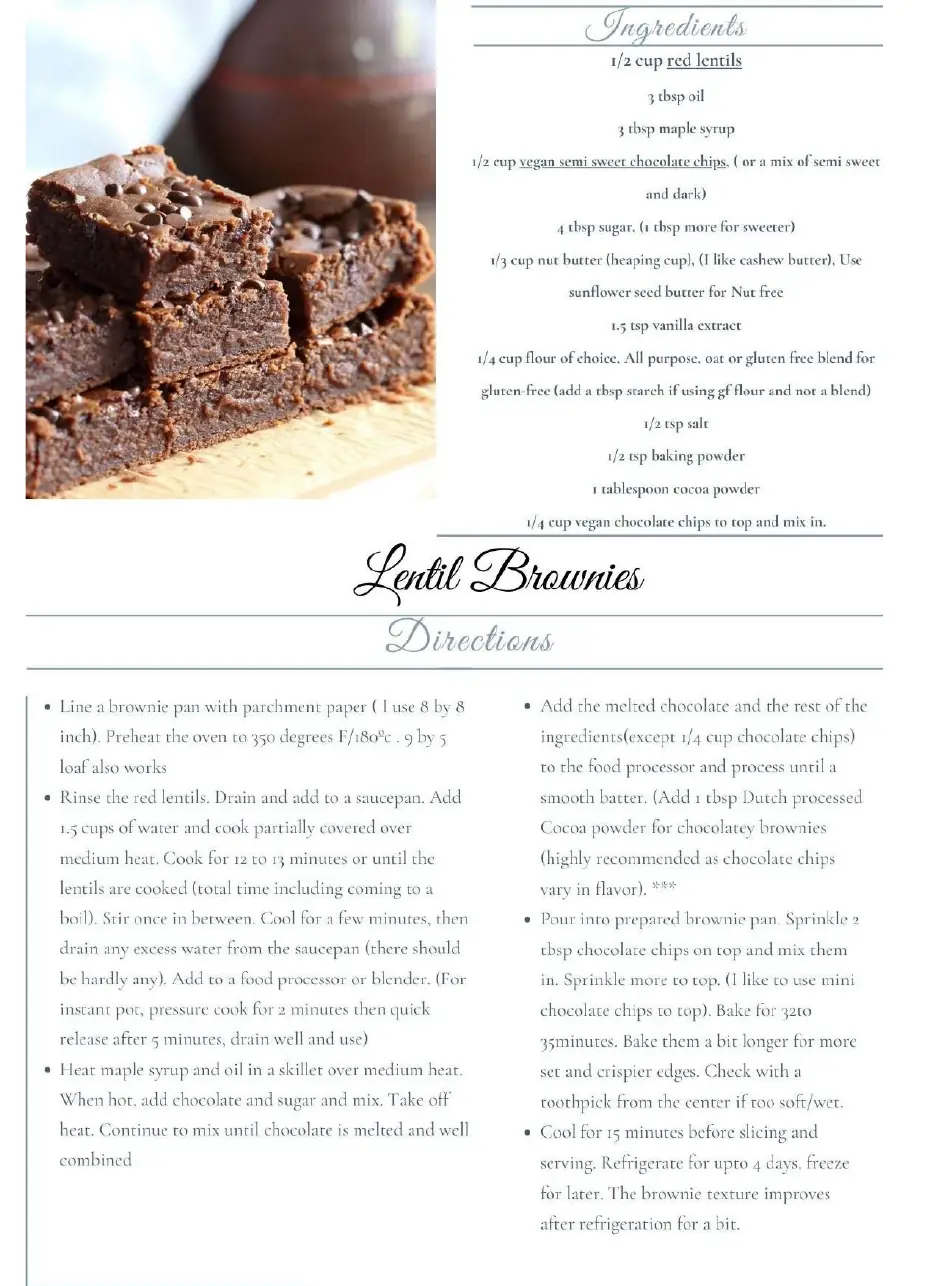 Ingredients
1/2 cup red lentils
3 tbsp oil
3 tbsp maple syrup
1/2 cup vegan semi sweet chocolate chips, ( or a mix of semi sweet
and dark)
4 tbsp sugar, (1 tbsp more for sweeter)
1/3 cup nut butter (heaping cup), (I like cashew butter), Use
sunflower seed butter for Nut free
1.5 tsp vanilla extract
1/4 cup flour of choice, All purpose, oat or gluten free blend for
gluten-free (add a tbsp starch if using gf flour and not a blend)
1/2 tsp salt
1/2 tsp baking powder
1 tablespoon cocoa powder
1/4 cup vegan chocolate chips to top and mix in.
Lentil Brownies
Directions
• Line a brownie pan with parchment paper ( I use 8 by 8
inch). Preheat the oven to 350 degrees F/180ºc . 9 by 5
loaf also works
• Rinse the red lentils. Drain and add to a saucepan. Add
1.5 cups of water and cook partially covered over
medium heat. Cook for 12 to 13 minutes or until the
lentils are cooked (total time including coming to a
boil). Stir once in between. Cool for a few minutes, then
drain any excess water from the saucepan (there should
be hardly any). Add to a food processor or blender. (For
instant pot, pressure cook for 2 minutes then quick
release after 5 minutes, drain well and use)
• Heat maple syrup and oil in a skillet over medium heat.
When hot, add chocolate and sugar and mix. Take off
heat. Continue to mix until chocolate is melted and well
combined
• Add the melted chocolate and the rest of the
ingredients(except 1/4 cup chocolate chips)
to the food processor and process until a
smooth batter. (Add 1 tbsp Dutch processed
Cocoa powder for chocolatey brownies
(highly recommended as chocolate chips
vary in flavor). ***
• Pour into prepared brownie pan. Sprinkle 2
tbsp chocolate chips on top and mix them
in. Sprinkle more to top. (I like to use mini
chocolate chips to top). Bake for 32to
35minutes. Bake them a bit longer for more
set and crispier edges. Check with a
toothpick from the center if too soft/wet.
• Cool for 15 minutes before slicing and
serving. Refrigerate for upto 4 days, freeze
for later. The brownie texture improves
after refrigeration for a bit.